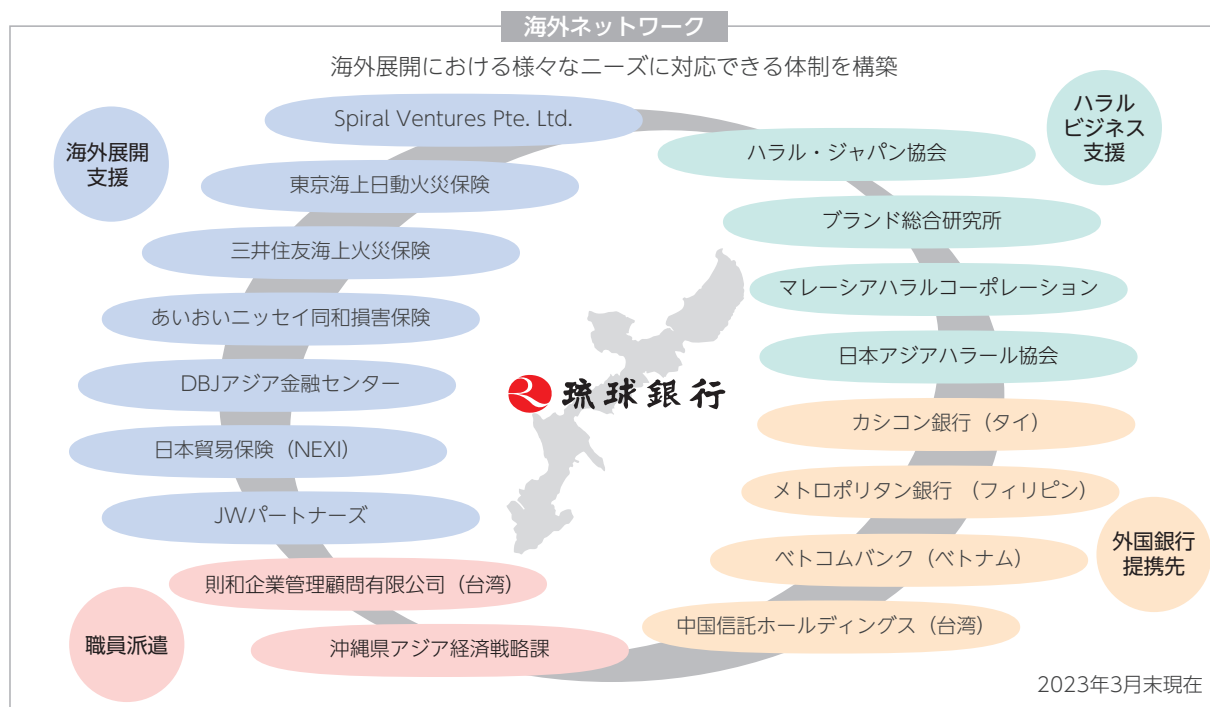 海外ネットワーク
海外展開における様々なニーズに対応できる体制を構築
海外展開
支援
Spiral Ventures Pte. Ltd.
東京海上日動火災保険
三井住友海上火災保険
あいおいニッセイ同和損害保険
DBJアジア金融センター
日本貿易保険（NEXI）
JWパートナーズ
職員派遣
則和企業管理顧問有限公司（台湾）
沖縄県アジア経済戦略課
琉球銀行
ハラル
ビジネス
支援
ハラル・ジャパン協会
ブランド総合研究所
マレーシアハラルコーポレーション
日本アジアハラール協会
カシコン銀行（タイ）
メトロポリタン銀行 （フィリピン）
ベトコムバンク（ベトナム）
中国信託ホールディングス（台湾）
外国銀行
提携先
2023年3月末現在